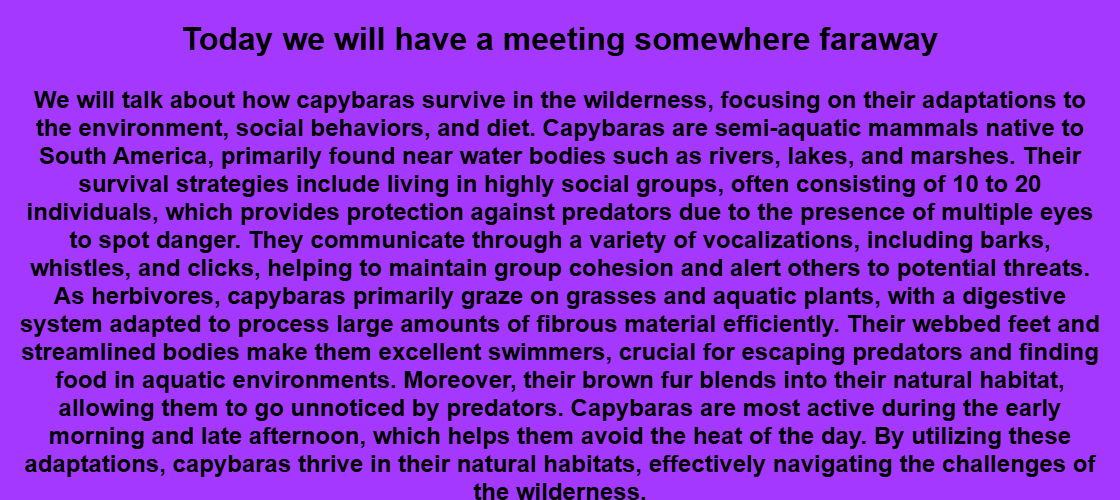 Today we will have a meeting somewhere faraway
We will talk about how capybaras survive in the wilderness, focusing on their adaptations to
the environment, social behaviors, and diet. Capybaras are semi-aquatic mammals native to
South America, primarily found near water bodies such as rivers, lakes, and marshes. Their
survival strategies include living in highly social groups, often consisting of 10 to 20
individuals, which provides protection against predators due to the presence of multiple eyes
to spot danger. They communicate through a variety of vocalizations, including barks,
whistles, and clicks, helping to maintain group cohesion and alert others to potential threats.
As herbivores, capybaras primarily graze on grasses and aquatic plants, with a digestive
system adapted to process large amounts of fibrous material efficiently. Their webbed feet and
streamlined bodies make them excellent swimmers, crucial for escaping predators and finding
food in aquatic environments. Moreover, their brown fur blends into their natural habitat,
allowing them to go unnoticed by predators. Capybaras are most active during the early
morning and late afternoon, which helps them avoid the heat of the day. By utilizing these
adaptations, capybaras thrive in their natural habitats, effectively navigating the challenges of
the wilderness.